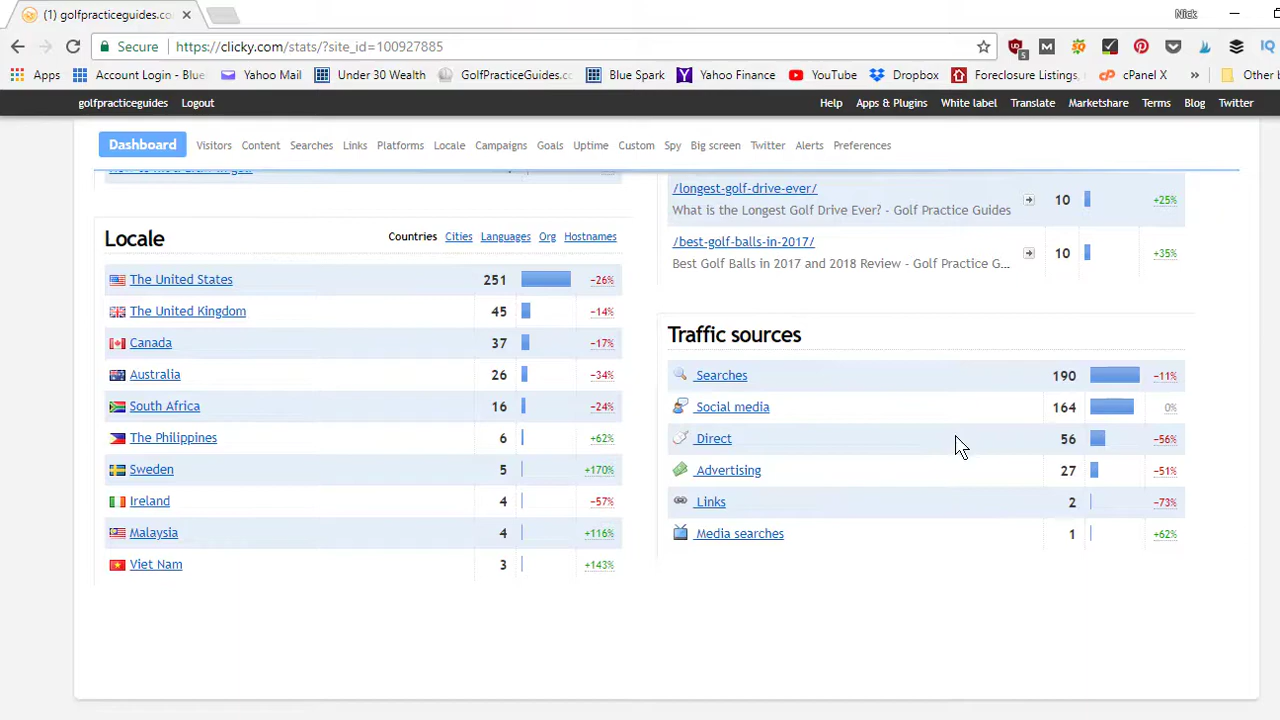 (1) golfpracticeguides.co
Nick
Secure
https://clicky.com/stats/?site_id=100927885
5
Apps
Account Login - Blue
Yahoo Mail
Under 30 Wealth
GolfPracticeGuides.cc
Blue Spark
Yahoo Finance
YouTube
Dropbox
Foreclosure Listings,
cPanel X
Other b
golfpracticeguides Logout
Help Apps & Plugins White label Translate Marketshare Terms Blog Twitter
Dashboard Visitors Content Searches Links Platforms Locale Campaigns Goals Uptime Custom Spy Big screen Twitter Alerts Preferences
Locale
Countries Cities Languages Org Hostnames
The United States 251 -26%
The United Kingdom 45 -14%
Canada 37 -17%
Australia 26 -34%
South Africa 16 -24%
The Philippines 6 +62%
Sweden 5 +170%
Ireland 4 -57%
Malaysia 4 +116%
Viet Nam 3 +143%
/longest-golf-drive-ever/ 10 +25%
What is the Longest Golf Drive Ever? - Golf Practice Guides
/best-golf-balls-in-2017/ 10 +35%
Best Golf Balls in 2017 and 2018 Review - Golf Practice G...
Traffic sources
Searches 190 -11%
Social media 164 0%
Direct 56 -56%
Advertising 27 -51%
Links 2 -73%
Media searches 1 +62%